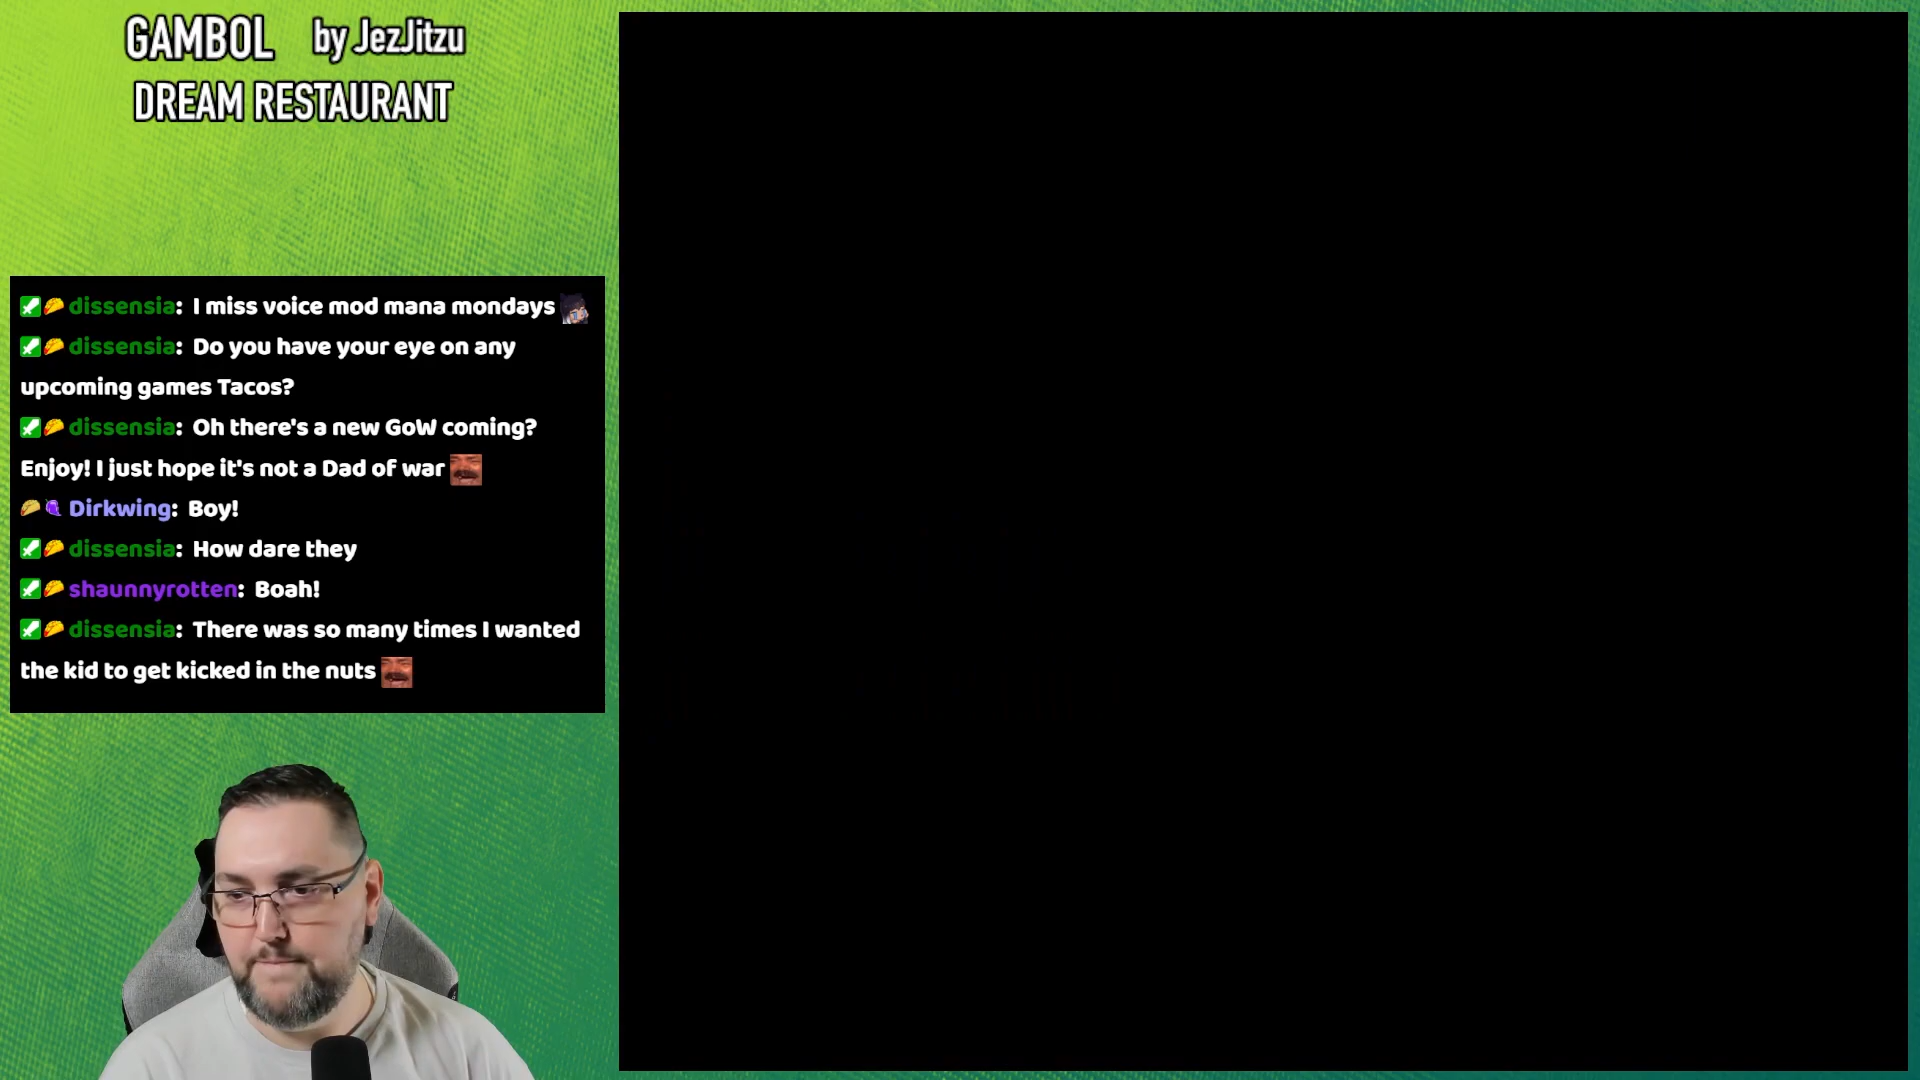 GAMBOL by JezJitzu
DREAM RESTAURANT
dissensia: I miss voice mod mana mondays
dissensia: Do you have your eye on any
upcoming games Tacos?
dissensia: Oh there's a new GoW coming?
Enjoy! I just hope it's not a Dad of war
Dirkwing: Boy!
dissensia: How dare they
shaunnyrotten: Boah!
dissensia: There was so many times I wanted
the kid to get kicked in the nuts